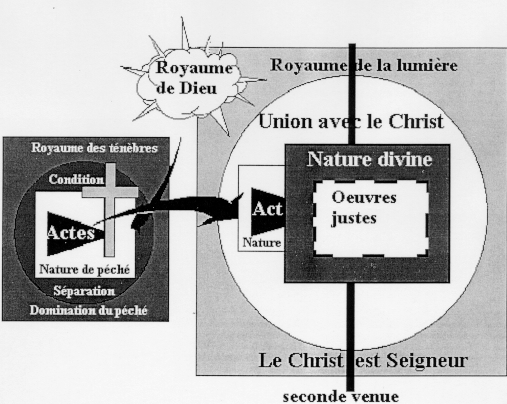 Royaume
de Dieu
Royaume de la lumière
Union avec le Christ
Royaume des ténèbres
Condition
Actes
Nature de péché
Séparation
Domination du péché
Nature divine
Oeuvres
justes
Act
Nature
Le Christ est Seigneur
seconde venue